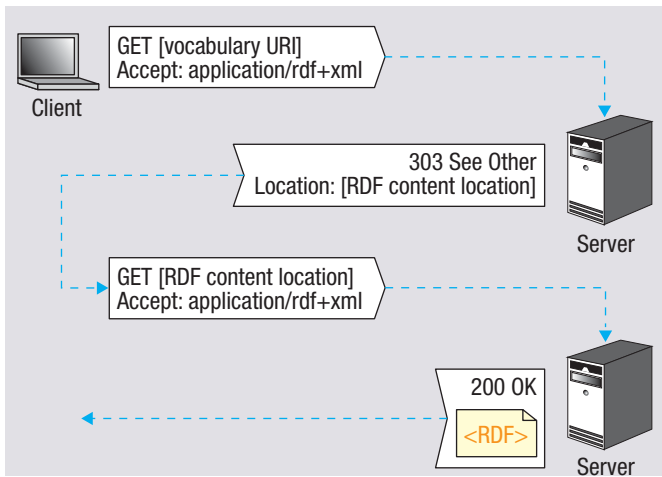 GET [vocabulary URI]
Accept: application/rdf+xml
Client
303 See Other
Location: [RDF content location]
Server
GET [RDF content location]
Accept: application/rdf+xml
200 OK
<RDF>
Server